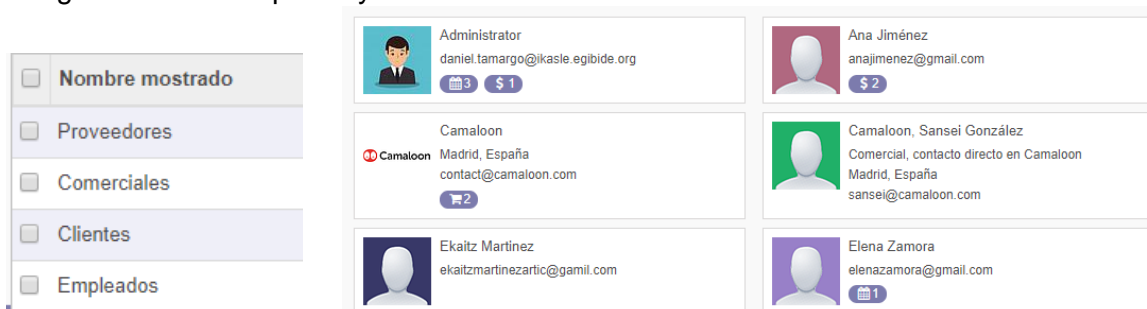 Nombre mostrado
Proveedores
Comerciales
Clientes
Empleados
Administrator
daniel.tamargo@ikasle.egibide.org
3 $ 1
Ana Jiménez
anajimenez@gmail.com
$ 2
Camaloon
Camaloon
Madrid, España
contact@camaloon.com
2
Camaloon, Sansei González
Comercial, contacto directo en Camaloon
Madrid, España
sansei@camaloon.com
Ekaitz Martinez
ekaitzmartinezartic@gamil.com
Elena Zamora
elenazamora@gmail.com
1